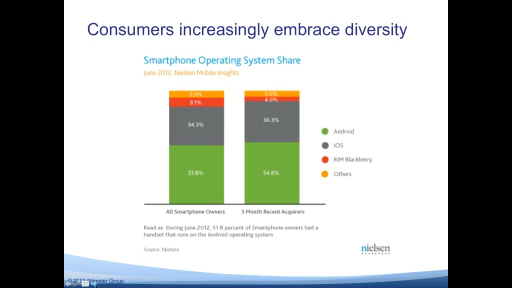 Consumers increasingly embrace diversity
Smartphone Operating System Share
June 2012, Nielsen Mobile Insights
5.9%
8.1%
4.0%
34.3%
36.3%
51.8%
54.6%
Android
iOS
RIM Blackberry
Others
All Smartphone Owners
3 Month Recent Acquirers
Read as: During June 2012, 51.8 percent of Smartphone owners had a
handset that runs on the Android operating system.
Source: Nielsen
nielsen
Group